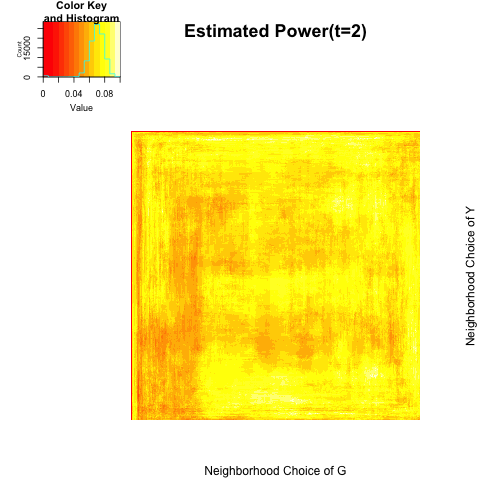 Color Key
and Histogram
Count
0
15000
0
0.04
0.08
Value
Estimated Power(t=2)
Neighborhood Choice of Y
Neighborhood Choice of G